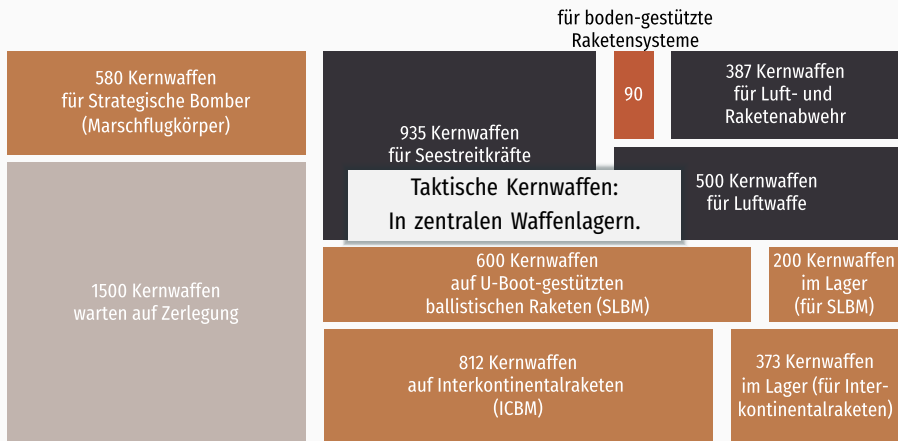 für boden-gestützte
Raketensysteme
580 Kernwaffen
für Strategische Bomber
(Marschflugkörper)
935 Kernwaffen
für Seestreitkräfte
90
387 Kernwaffen
für Luft- und
Raketenabwehr
500 Kernwaffen
für Luftwaffe
Taktische Kernwaffen:
In zentralen Waffenlagern.
1500 Kernwaffen
warten auf Zerlegung
600 Kernwaffen
auf U-Boot-gestützten
ballistischen Raketen (SLBM)
200 Kernwaffen
im Lager
(für SLBM)
812 Kernwaffen
auf Interkontinentalraketen
(ICBM)
373 Kernwaffen
im Lager (für Inter-
kontinentalraketen)